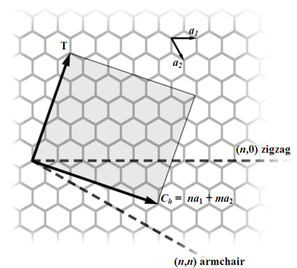 a1
T
a2
(n,0) zigzag
Ch = na1 + ma2
(n,n) armchair